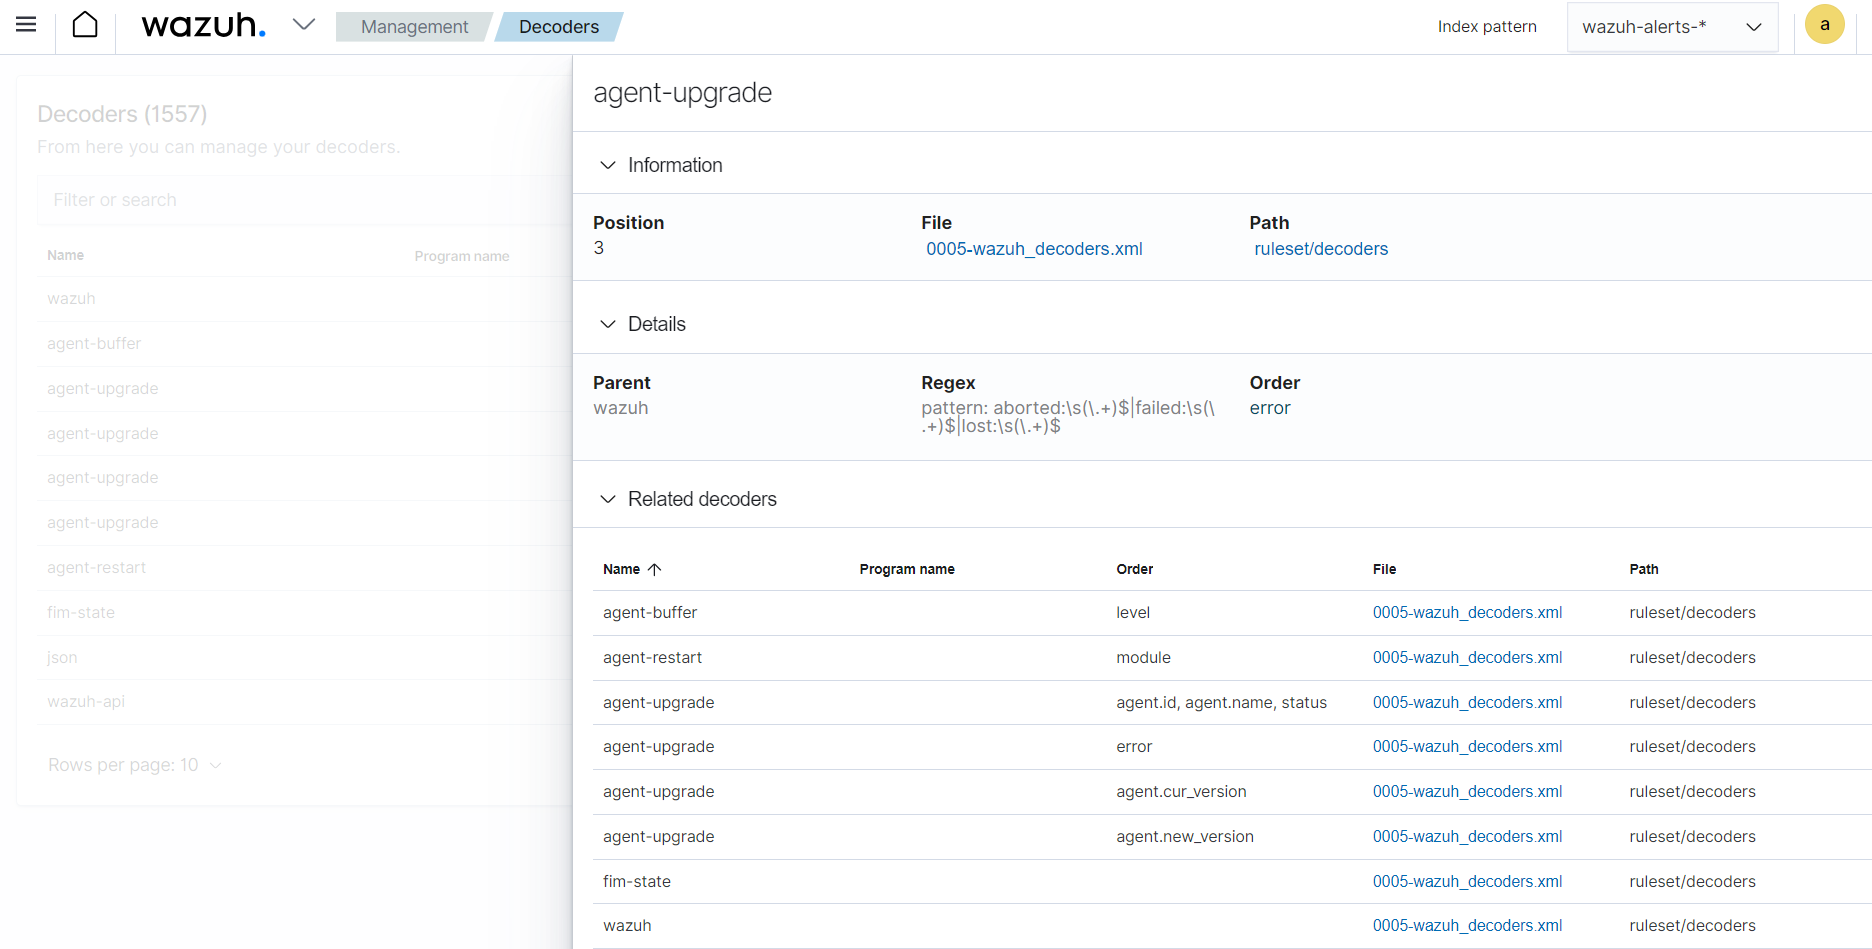 wazuh.
Management
Decoders
Index pattern
wazuh-alerts-*
a
Decoders (1557)
From here you can manage your decoders.
Filter or search
Name
Program name
wazuh
agent-buffer
agent-upgrade
agent-upgrade
agent-upgrade
agent-upgrade
agent-restart
fim-state
json
wazuh-api
Rows per page: 10
agent-upgrade
Information
Position
3
File
0005-wazuh_decoders.xml
Path
ruleset/decoders
Details
Parent
wazuh
Regex
pattern: aborted:\s(\.+)$|failed:\s(\
.+)$|lost:\s(\.+)$
Order
error
Related decoders
Name Program name Order File Path
agent-buffer level 0005-wazuh_decoders.xml ruleset/decoders
agent-restart module 0005-wazuh_decoders.xml ruleset/decoders
agent-upgrade agent.id, agent.name, status 0005-wazuh_decoders.xml ruleset/decoders
agent-upgrade error 0005-wazuh_decoders.xml ruleset/decoders
agent-upgrade agent.cur_version 0005-wazuh_decoders.xml ruleset/decoders
agent-upgrade agent.new_version 0005-wazuh_decoders.xml ruleset/decoders
fim-state 0005-wazuh_decoders.xml ruleset/decoders
wazuh 0005-wazuh_decoders.xml ruleset/decoders